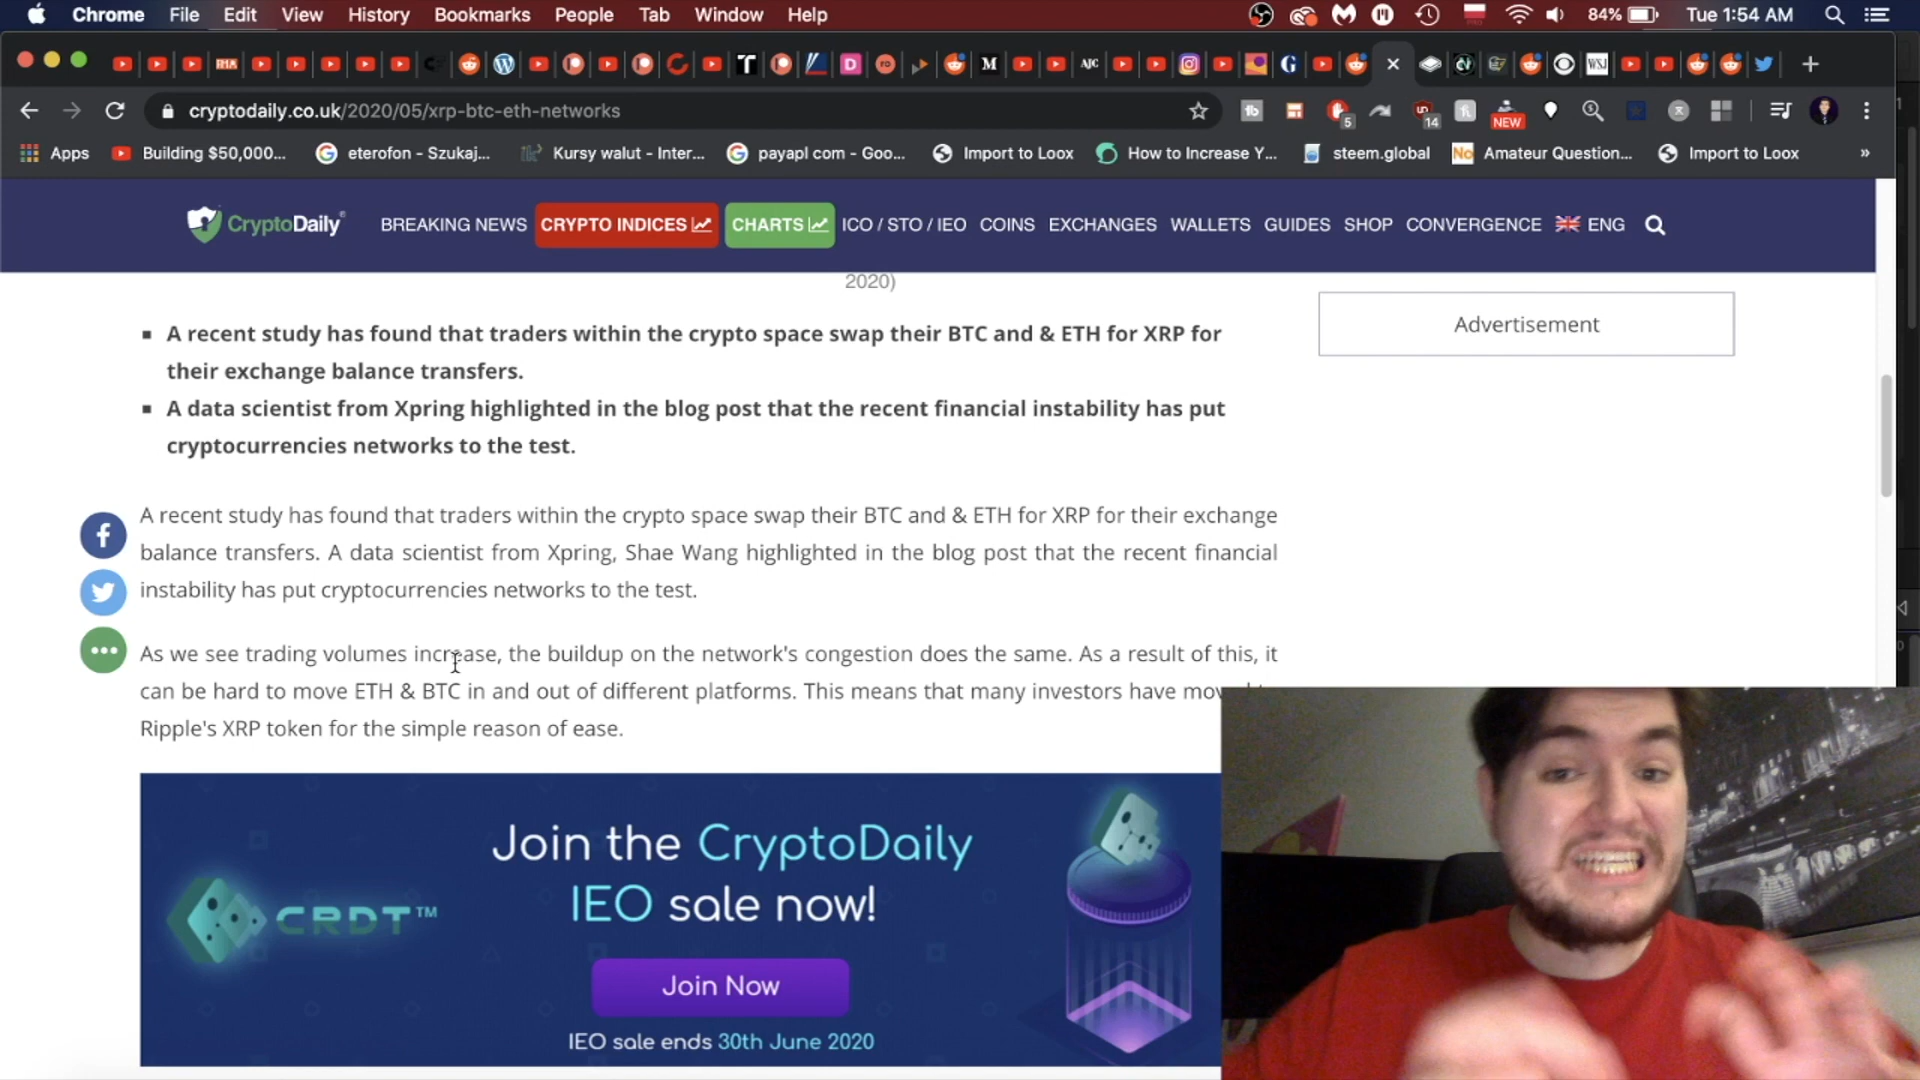 Chrome File Edit View History Bookmarks People Tab Window Help 84% Tue 1:54 AM
RMA T D ro M AJC G WSJ
cryptodaily.co.uk/2020/05/xrp-btc-eth-networks 5 14 NEW
Apps Building $50,000... eterofon - Szukaj... Kursy walut - Inter... payapl com - Goo... Import to Loox How to Increase Y... steem.global No Amateur Question... Import to Loox »
CryptoDaily BREAKING NEWS CRYPTO INDICES CHARTS ICO / STO / IEO COINS EXCHANGES WALLETS GUIDES SHOP CONVERGENCE ENG
2020)
Advertisement
▪ A recent study has found that traders within the crypto space swap their BTC and & ETH for XRP for
their exchange balance transfers.
▪ A data scientist from Xpring highlighted in the blog post that the recent financial instability has put
cryptocurrencies networks to the test.
A recent study has found that traders within the crypto space swap their BTC and & ETH for XRP for their exchange
balance transfers. A data scientist from Xpring, Shae Wang highlighted in the blog post that the recent financial
instability has put cryptocurrencies networks to the test.
As we see trading volumes increase, the buildup on the network's congestion does the same. As a result of this, it
can be hard to move ETH & BTC in and out of different platforms. This means that many investors have
Ripple's XRP token for the simple reason of ease.
Join the CryptoDaily
IEO sale now!
CRDT™
Join Now
IEO sale ends 30th June 2020